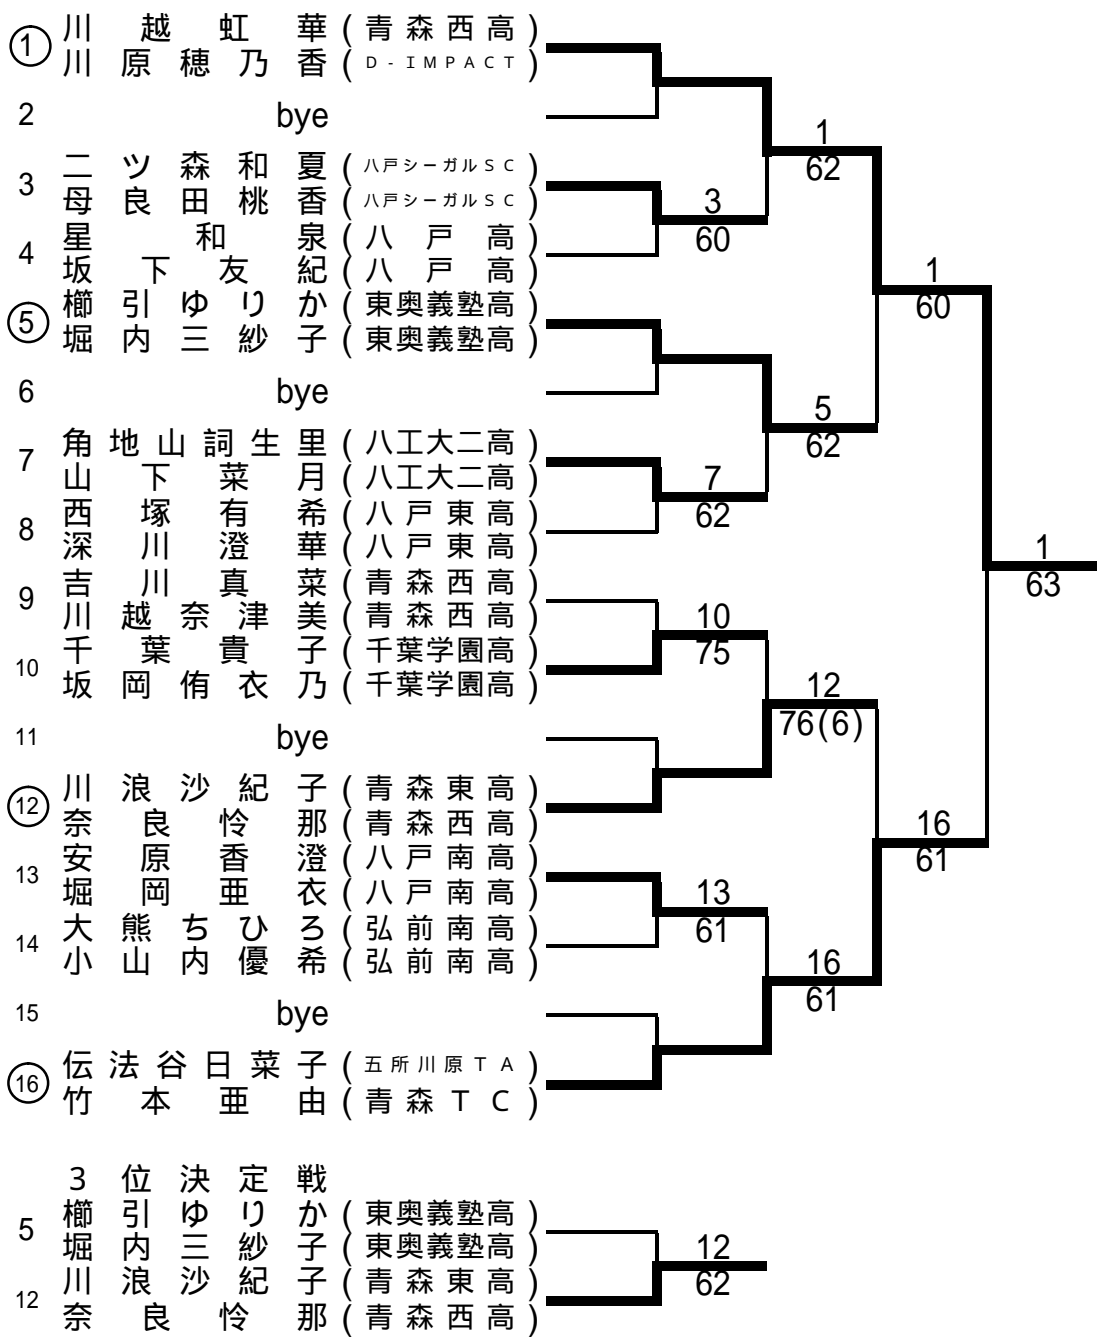 ① 川越虹華 (青森西高)
川原穂乃香 (D-IMPACT)
2 bye
1
62
3 二ツ森和夏 (八戸シーガルSC)
母良田桃香 (八戸シーガルSC)
3
60
4 星和泉 (八戸高)
坂下友紀 (八戸高)
1
60
⑤ 櫛引ゆりか (東奥義塾高)
堀内三紗子 (東奥義塾高)
6 bye
5
62
7 角地山詞生里 (八工大二高)
山下菜月 (八工大二高)
7
62
8 西塚有希 (八戸東高)
深川澄華 (八戸東高)
1
63
9 吉川真菜 (青森西高)
川越奈津美 (青森西高)
10
75
10 千葉貴子 (千葉学園高)
坂岡侑衣乃 (千葉学園高)
12
76(6)
11 bye
⑫ 川浪沙紀子 (青森東高)
奈良怜那 (青森西高)
16
61
13 安原香澄 (八戸南高)
堀岡亜衣 (八戸南高)
13
61
14 大熊ちひろ (弘前南高)
小山内優希 (弘前南高)
16
61
15 bye
⑯ 伝法谷日菜子 (五所川原TA)
竹本亜由 (青森TC)
3位決定戦
5 櫛引ゆりか (東奥義塾高)
堀内三紗子 (東奥義塾高)
12
62
12 川浪沙紀子 (青森東高)
奈良怜那 (青森西高)